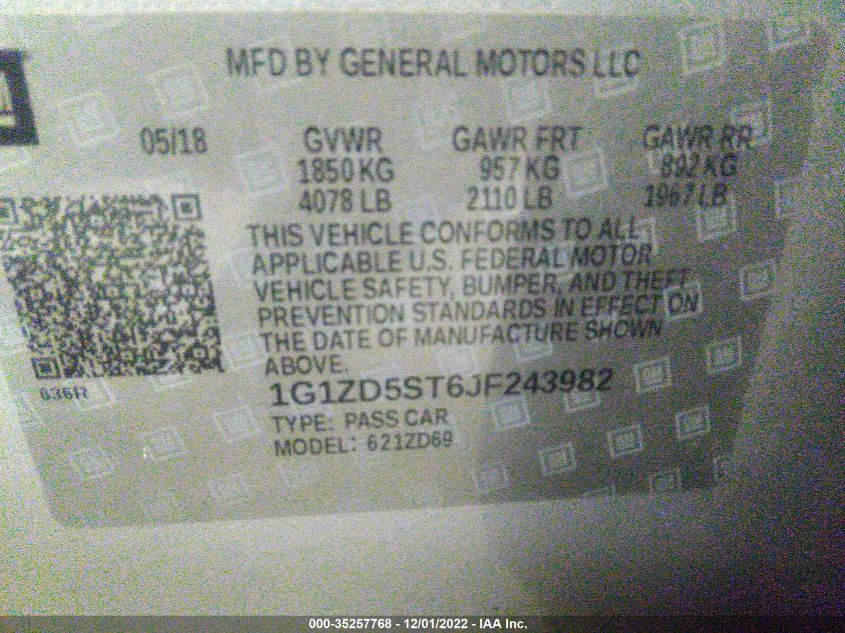 MFD BY GENERAL MOTORS LLC
05/18 GVWR GAWR FRT GAWR RR
1850 KG 957 KG 892 KG
4078 LB 2110 LB 1967 LB
THIS VEHICLE CONFORMS TO ALL
APPLICABLE U.S. FEDERAL MOTOR
VEHICLE SAFETY, BUMPER, AND THEFT
PREVENTION STANDARDS IN EFFECT ON
THE DATE OF MANUFACTURE SHOWN
ABOVE.
636R
1G1ZD5ST6JF243982
TYPE: PASS CAR
MODEL: 621ZD69
000-35257768 - 12/01/2022 - IAA Inc.